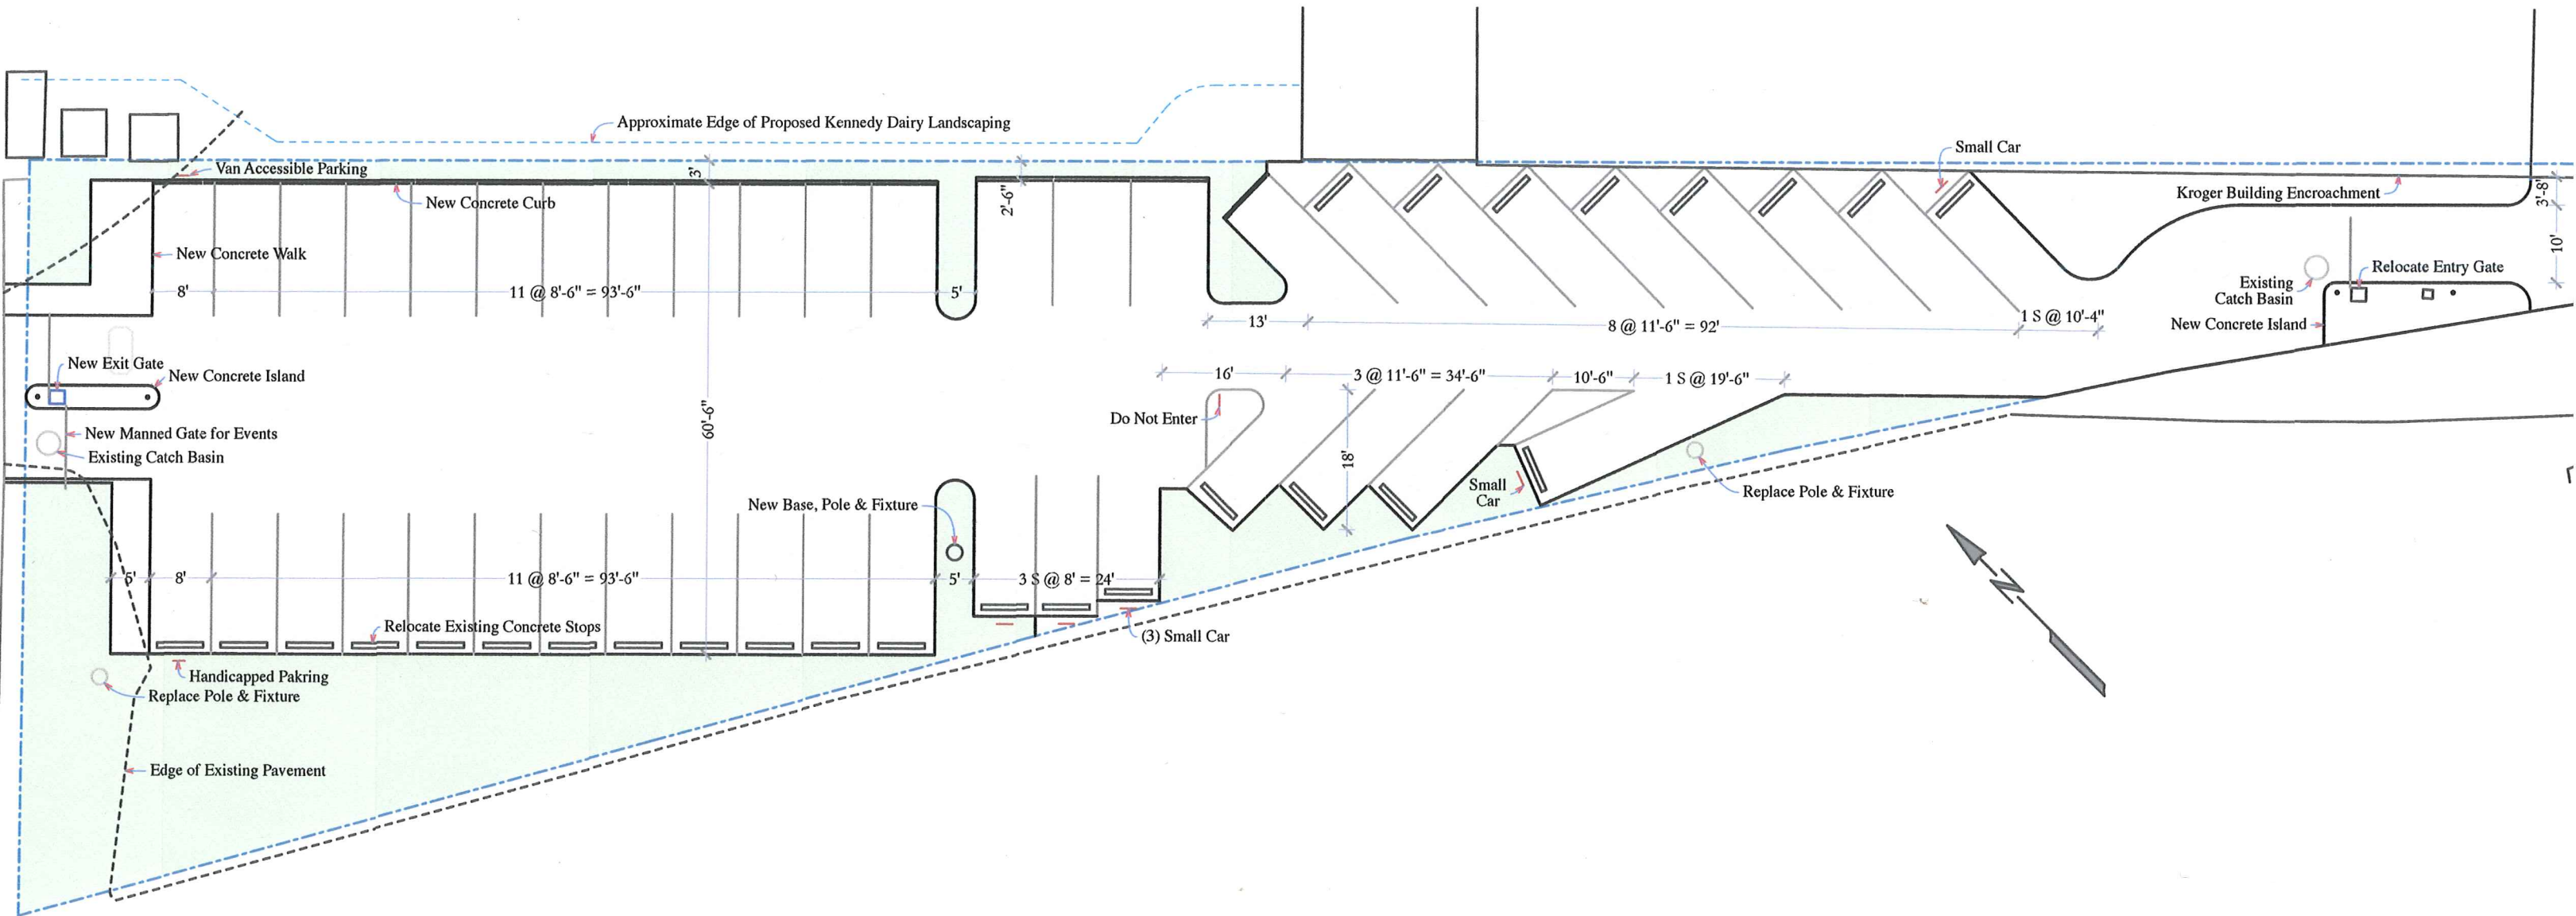 Approximate Edge of Proposed Kennedy Dairy Landscaping
Small Car
Van Accessible Parking
3'
2'-6"
New Concrete Curb
Kroger Building Encroachment
3'-8"
10'
New Concrete Walk
Relocate Entry Gate
Existing
Catch Basin
8'
11 @ 8'-6" = 93'-6"
5'
13'
8 @ 11'-6" = 92'
1 S @ 10'-4"
New Concrete Island
New Exit Gate
New Concrete Island
16'
3 @ 11'-6" = 34'-6"
10'-6"
1 S @ 19'-6"
60'-6"
Do Not Enter
New Manned Gate for Events
Existing Catch Basin
18'
Small
Car
Replace Pole & Fixture
New Base, Pole & Fixture
N
5'
8'
11 @ 8'-6" = 93'-6"
5'
3 S @ 8' = 24'
Relocate Existing Concrete Stops
(3) Small Car
Handicapped Pakring
Replace Pole & Fixture
Edge of Existing Pavement